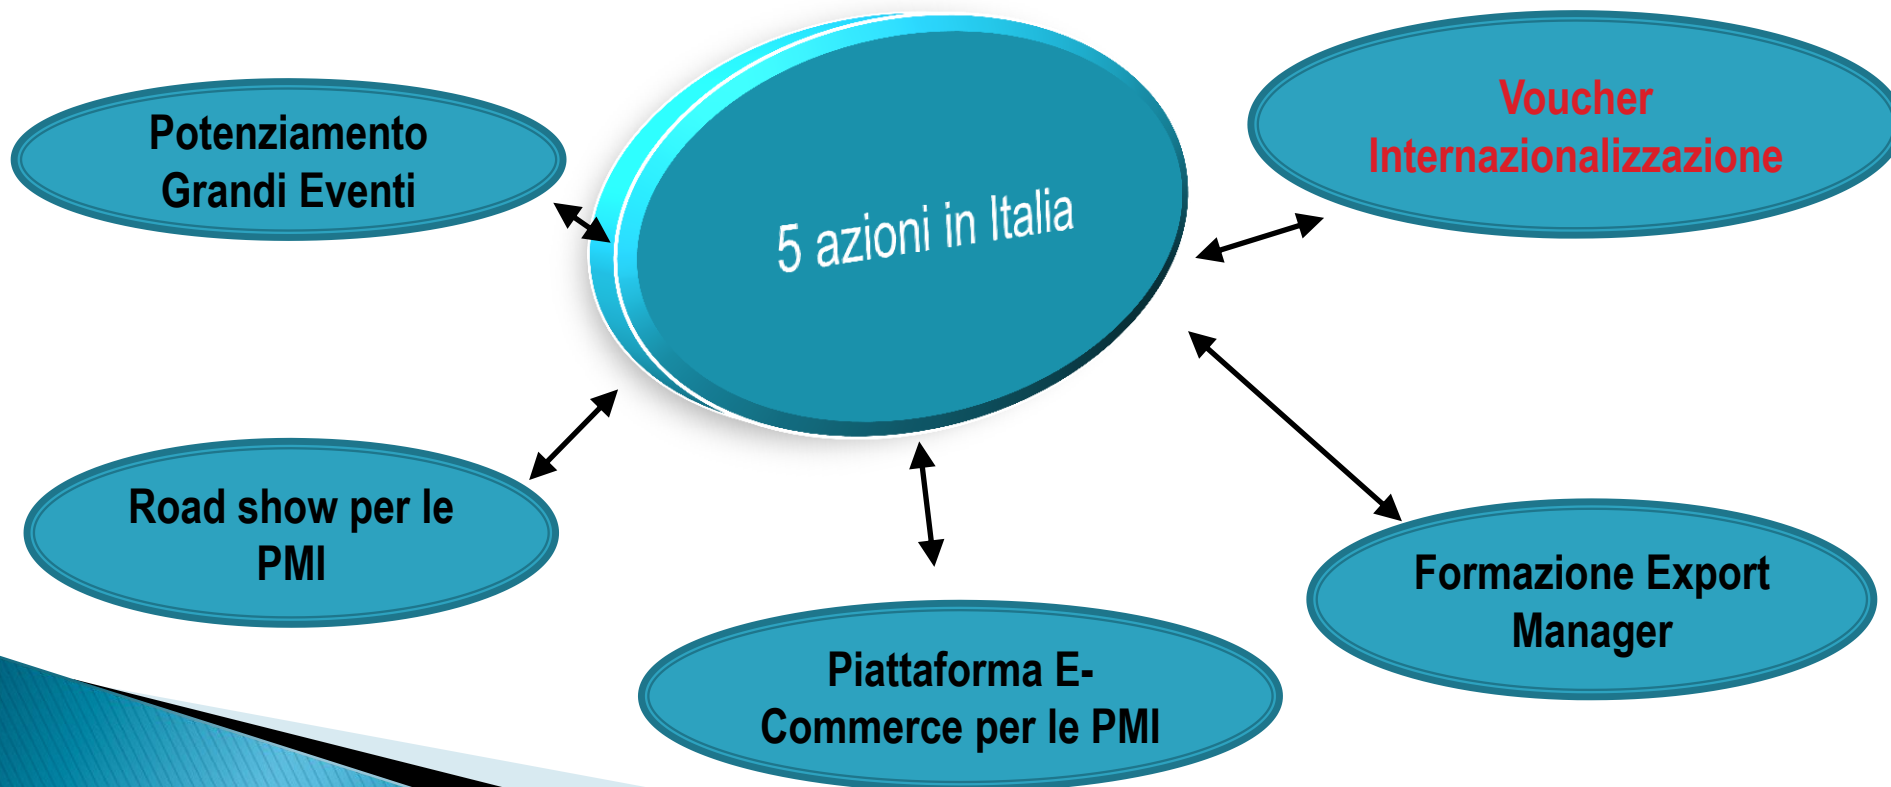 Potenziamento
Grandi Eventi
5 azioni in Italia
Voucher
Internazionalizzazione
Road show per le
PMI
Piattaforma E-
Commerce per le PMI
Formazione Export
Manager